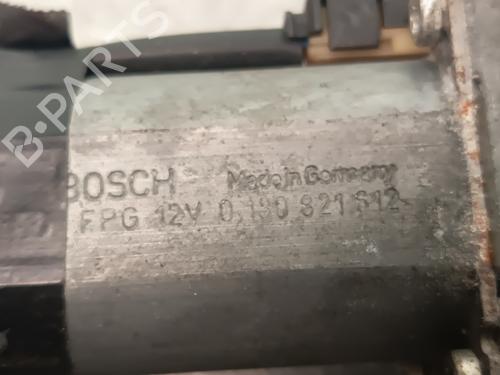 BOSCH Made in Germany
FPG 12V 0,130 821 612
B-PARTS